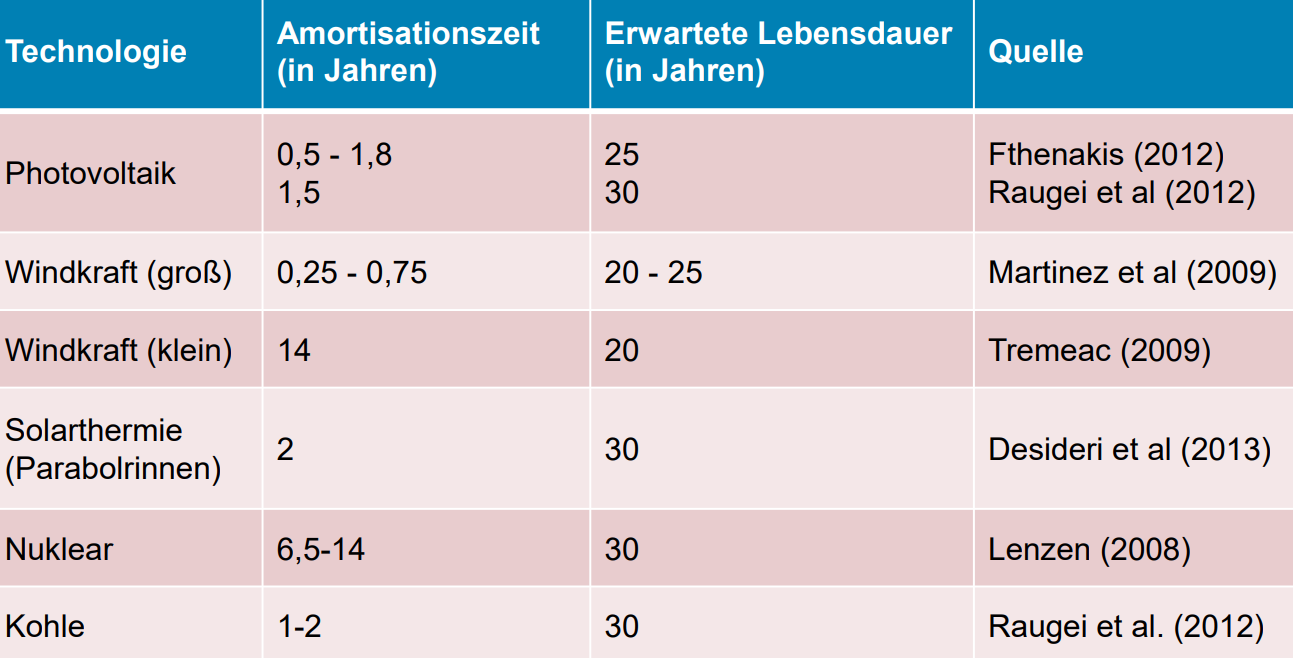 Technologie
Amortisationszeit
(in Jahren)
Erwartete Lebensdauer
(in Jahren)
Quelle
Photovoltaik
0,5 - 1,8
1,5
25
30
Fthenakis (2012)
Raugei et al (2012)
Windkraft (groß)
0,25 - 0,75
20 - 25
Martinez et al (2009)
Windkraft (klein)
14
20
Tremeac (2009)
Solarthermie
(Parabolrinnen)
2
30
Desideri et al (2013)
Nuklear
6,5-14
30
Lenzen (2008)
Kohle
1-2
30
Raugei et al. (2012)